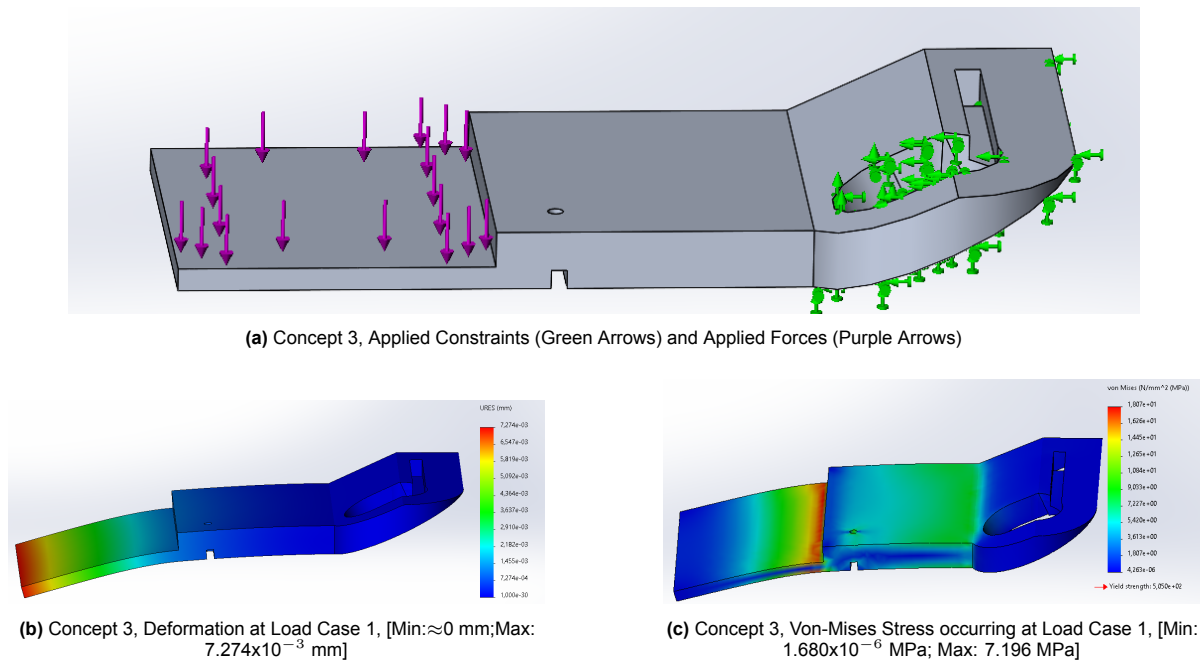 (a) Concept 3, Applied Constraints (Green Arrows) and Applied Forces (Purple Arrows)
URES (mm)
7,274e-03
6,547e-03
5,819e-03
5,092e-03
4,364e-03
3,637e-03
2,910e-03
2,182e-03
1,455e-03
7,274e-04
1,000e-30
(b) Concept 3, Deformation at Load Case 1, [Min:≈0 mm;Max:
7.274x10⁻³ mm]
von Mises (N/mm^2 (MPa))
1,807e+01
1,626e+01
1,445e+01
1,265e+01
1,084e+01
9,033e+00
7,227e+00
5,420e+00
3,613e+00
1,807e+00
4,263e-06
Yield strength: 5,050e+02
(c) Concept 3, Von-Mises Stress occurring at Load Case 1, [Min:
1.680x10⁻⁶ MPa; Max: 7.196 MPa]